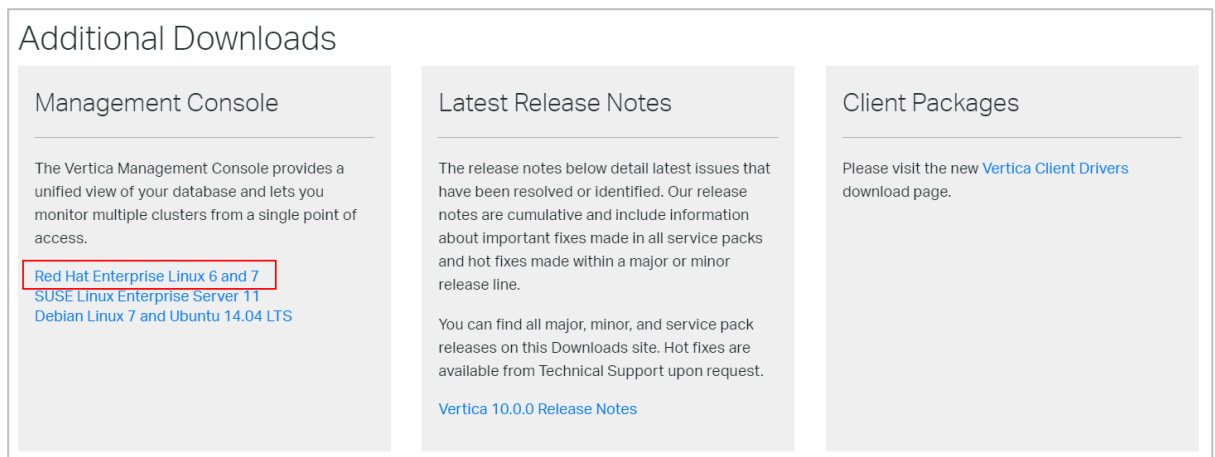 Additional Downloads
Management Console
The Vertica Management Console provides a
unified view of your database and lets you
monitor multiple clusters from a single point of
access.
Red Hat Enterprise Linux 6 and 7
SUSE Linux Enterprise Server 11
Debian Linux 7 and Ubuntu 14.04 LTS
Latest Release Notes
The release notes below detail latest issues that
have been resolved or identified. Our release
notes are cumulative and include information
about important fixes made in all service packs
and hot fixes made within a major or minor
release line.
You can find all major, minor, and service pack
releases on this Downloads site. Hot fixes are
available from Technical Support upon request.
Vertica 10.0.0 Release Notes
Client Packages
Please visit the new Vertica Client Drivers
download page.